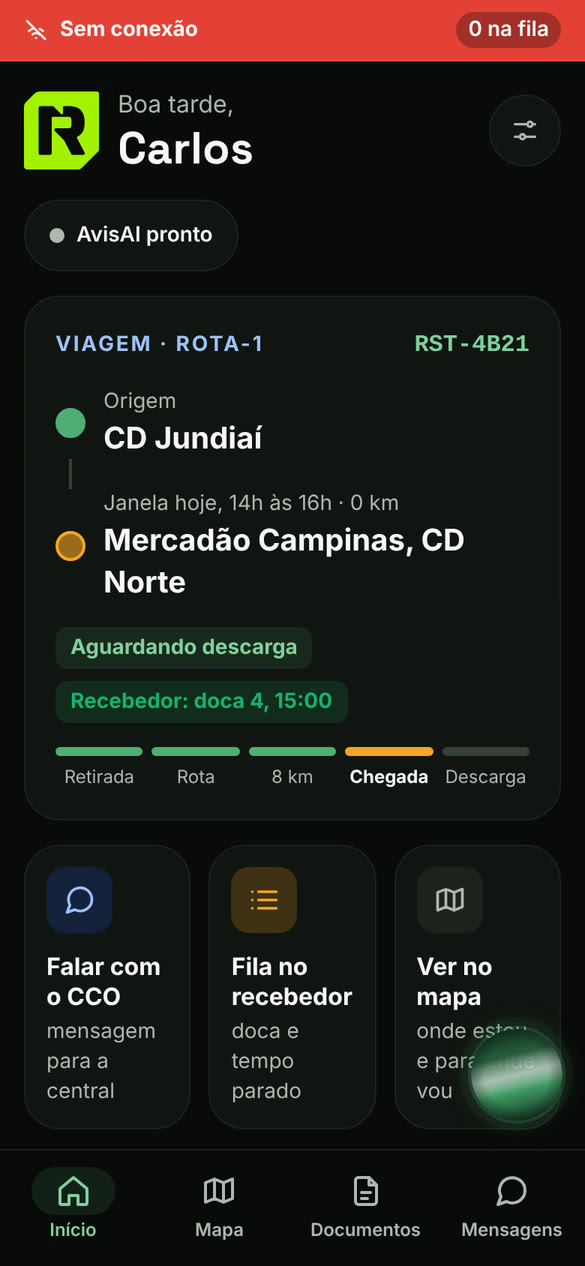 Sem conexão
0 na fila
Boa tarde,
Carlos
AvisAI pronto
VIAGEM · ROTA-1
RST-4B21
Origem
CD Jundiaí
Janela hoje, 14h às 16h · 0 km
Mercadão Campinas, CD
Norte
Aguardando descarga
Recebedor: doca 4, 15:00
Retirada
Rota
8 km
Chegada
Descarga
Falar com
o CCO
mensagem
para a
central
Fila no
recebedor
doca e
tempo
parado
Ver no
mapa
onde estou
e para onde
vou
Início
Mapa
Documentos
Mensagens